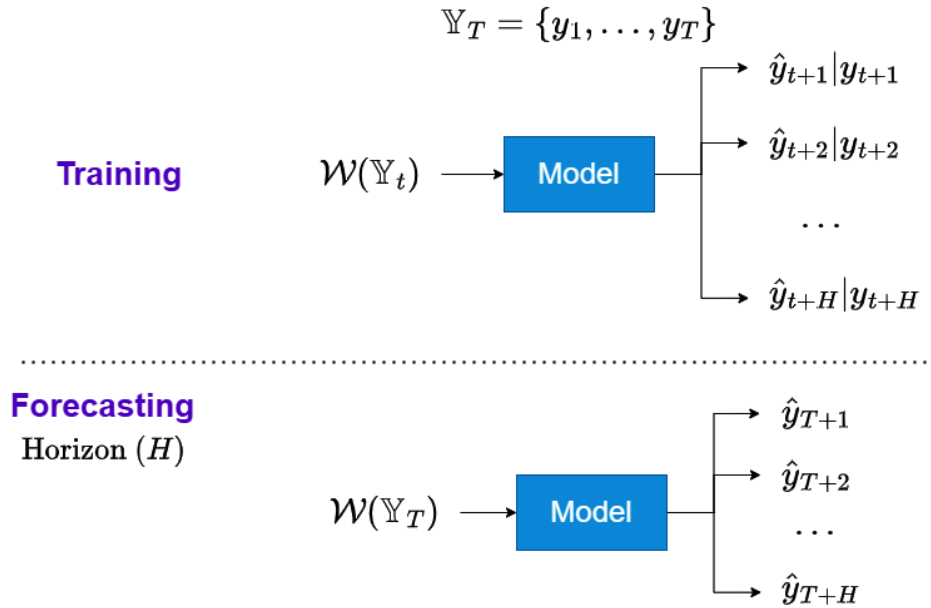 𝕐_T = {y_1, …, y_T}
ŷ_{t+1}|y_{t+1}
ŷ_{t+2}|y_{t+2}
Training
𝒲(𝕐_t)
Model
…
ŷ_{t+H}|y_{t+H}
Forecasting
Horizon (H)
ŷ_{T+1}
ŷ_{T+2}
𝒲(𝕐_T)
Model
…
ŷ_{T+H}